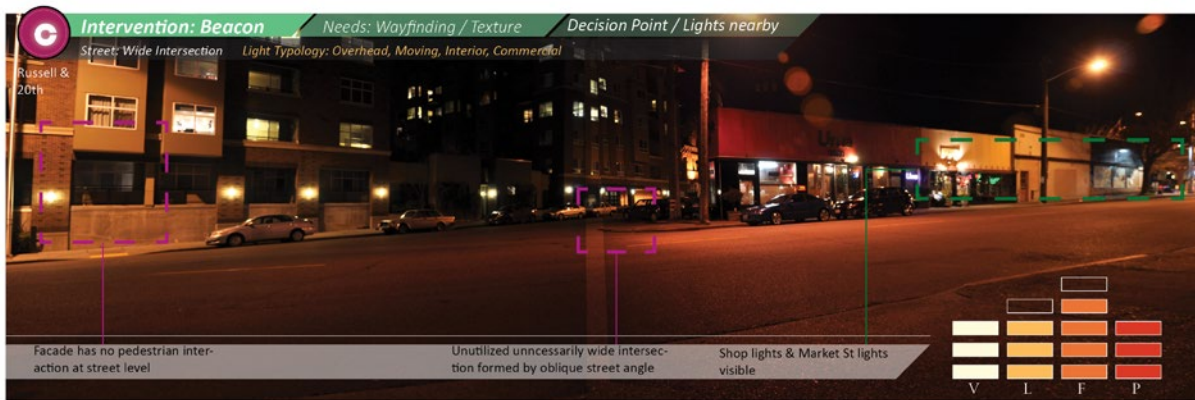 C
Intervention: Beacon
Needs: Wayfinding / Texture
Decision Point / Lights nearby
Street: Wide Intersection
Light Typology: Overhead, Moving, Interior, Commercial
Russell &
20th
Facade has no pedestrian inter-
action at street level
Unutilized unncessarily wide intersec-
tion formed by oblique street angle
Shop lights & Market St lights
visible
V L F P